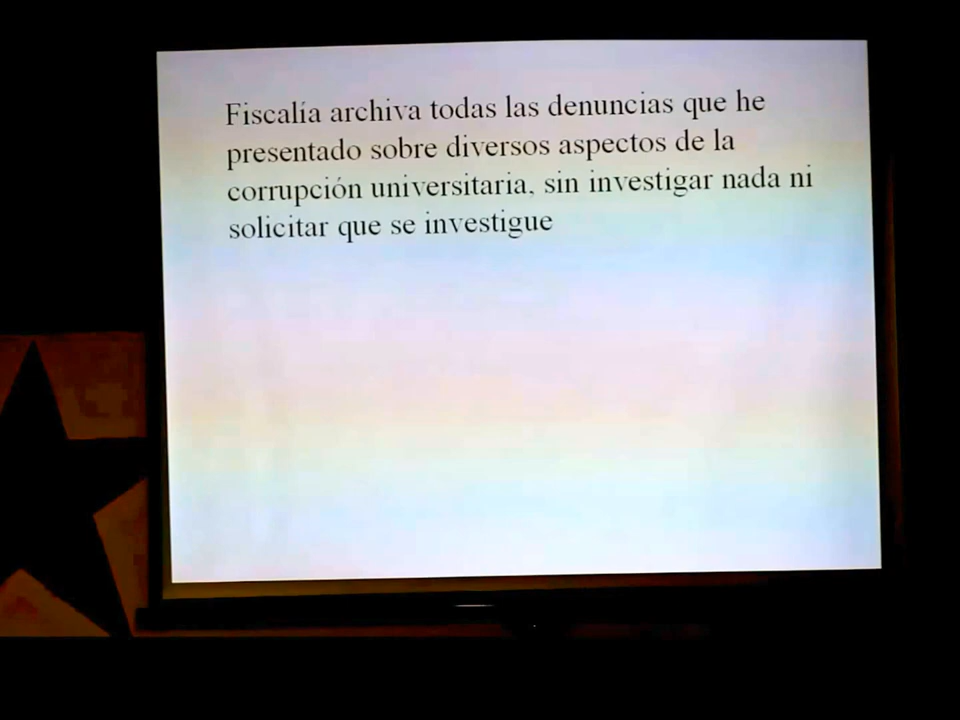 Fiscalía archiva todas las denuncias que he
presentado sobre diversos aspectos de la
corrupción universitaria, sin investigar nada ni
solicitar que se investigue